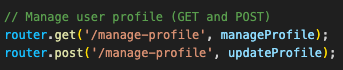 // Manage user profile (GET and POST)
router.get('/manage-profile', manageProfile);
router.post('/manage-profile', updateProfile);